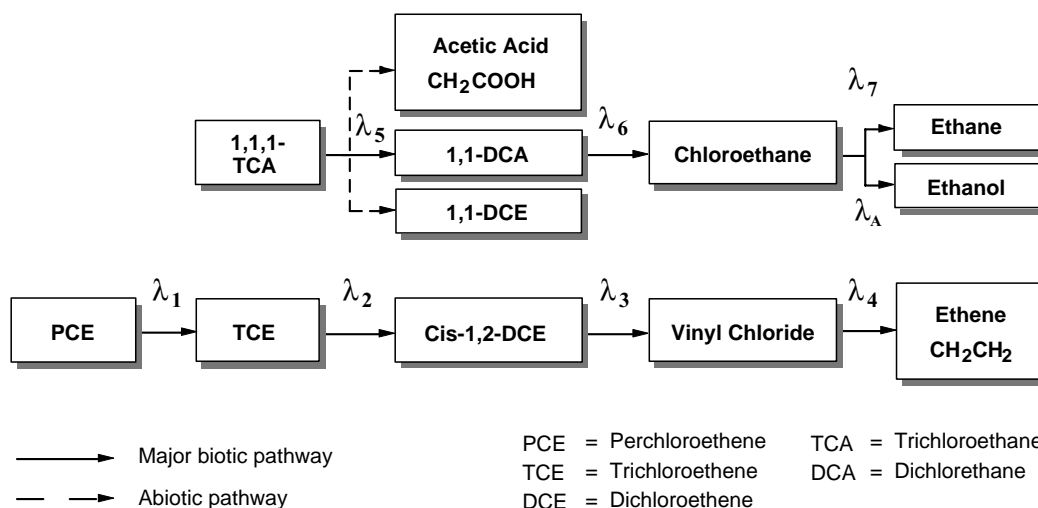 Acetic Acid
CH2COOH
λ5
λ6
λ7
1,1,1-
TCA
1,1-DCA
Chloroethane
Ethane
Ethanol
1,1-DCE
λA
λ1
λ2
λ3
λ4
PCE
TCE
Cis-1,2-DCE
Vinyl Chloride
Ethene
CH2CH2
Major biotic pathway
Abiotic pathway
PCE = Perchloroethene
TCE = Trichloroethene
DCE = Dichloroethene
TCA = Trichloroethane
DCA = Dichlorethane